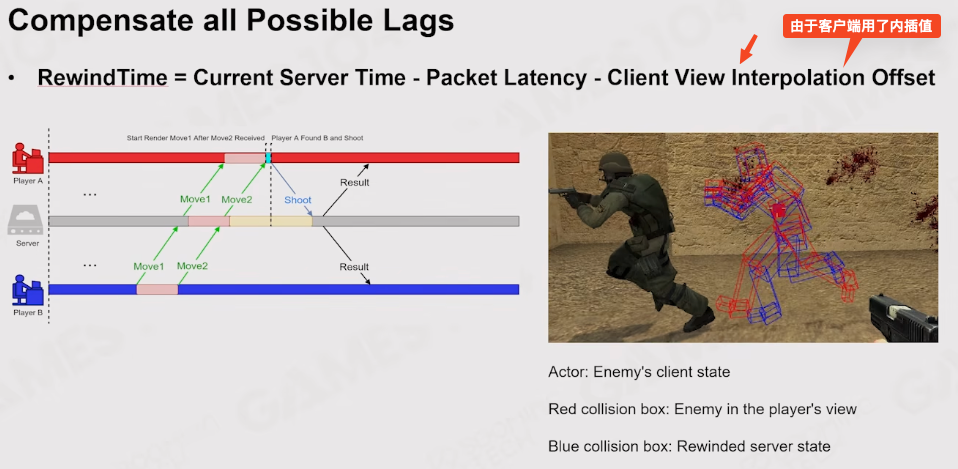 Compensate all Possible Lags
由于客户端用了内插值
• RewindTime = Current Server Time - Packet Latency - Client View Interpolation Offset
Start Render Move1 After Move2 Received
Player A Found B and Shoot
Player A
Result
...
Move1
Move2
Shoot
Server
...
Move1
Move2
Result
Player B
Actor: Enemy's client state
Red collision box: Enemy in the player's view
Blue collision box: Rewinded server state